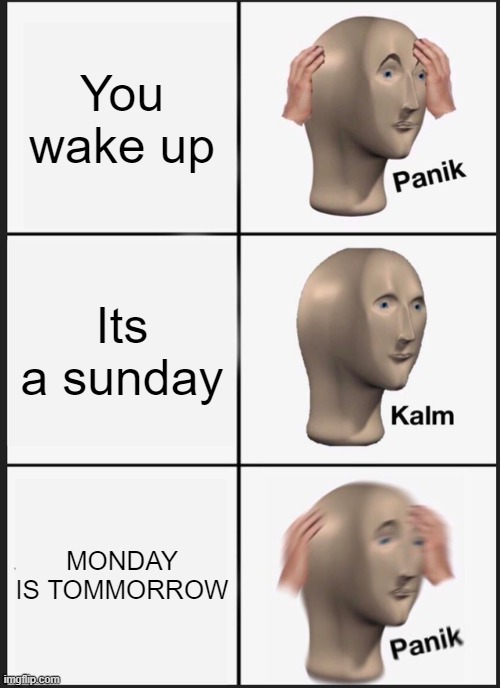 You
wake up
Panik
Its
a sunday
Kalm
MONDAY
IS TOMMORROW
Panik
imgflip.com